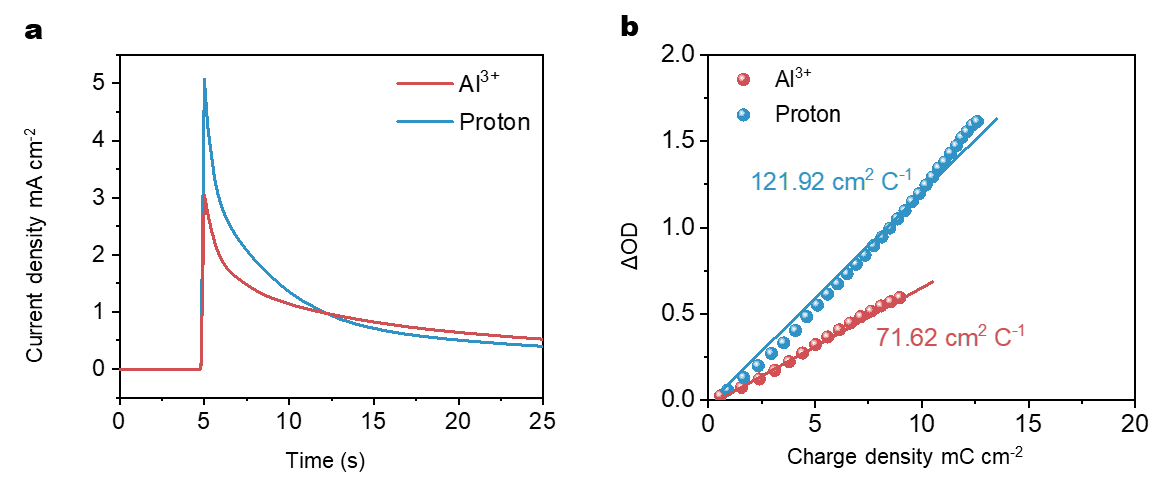 a
Current density mA cm-2
5
4
3
2
1
0
0
5
10
15
20
25
Time (s)
Al3+
Proton
b
ΔOD
2.0
1.5
1.0
0.5
0.0
0
5
10
15
20
Charge density mC cm-2
Al3+
Proton
121.92 cm2 C-1
71.62 cm2 C-1